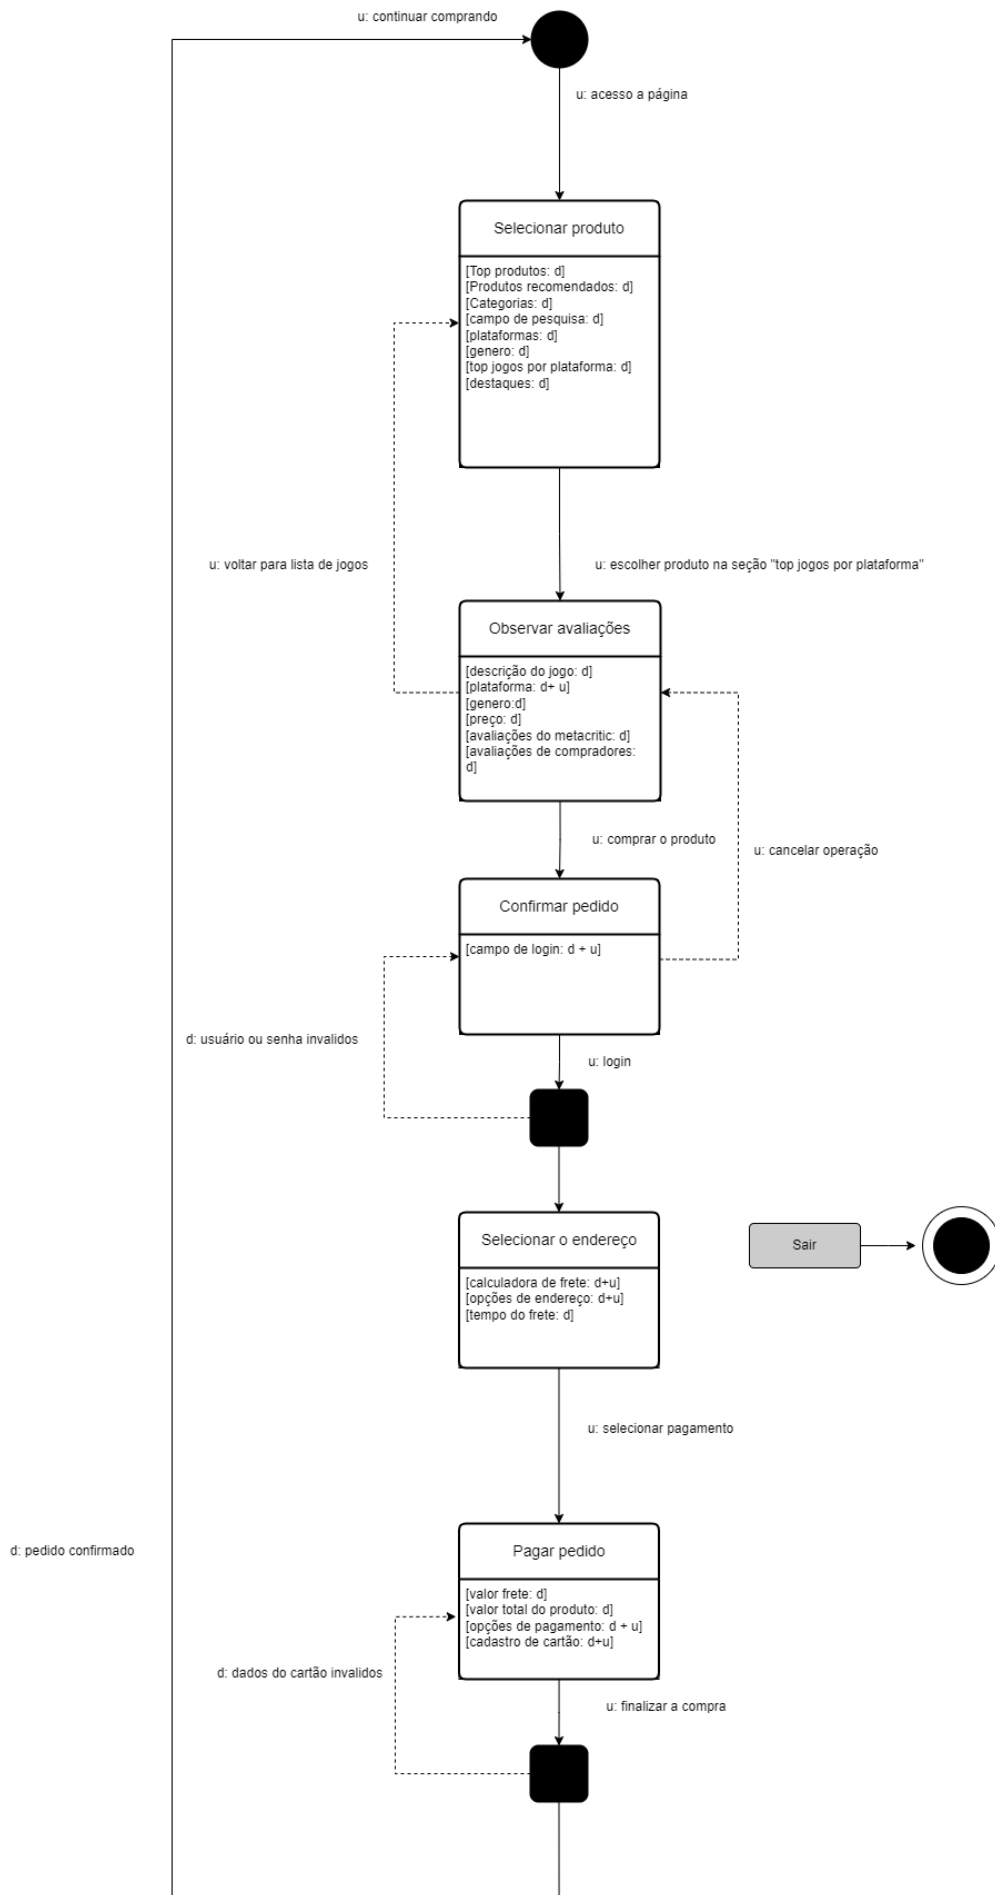 u: continuar comprando
u: acesso a página
Selecionar produto
[Top produtos: d]
[Produtos recomendados: d]
[Categorias: d]
[campo de pesquisa: d]
[plataformas: d]
[genero: d]
[top jogos por plataforma: d]
[destaques: d]
u: voltar para lista de jogos
u: escolher produto na seção "top jogos por plataforma"
Observar avaliações
[descrição do jogo: d]
[plataforma: d+ u]
[genero:d]
[preço: d]
[avaliações do metacritic: d]
[avaliações de compradores:
d]
u: comprar o produto
u: cancelar operação
Confirmar pedido
[campo de login: d + u]
d: usuário ou senha invalidos
u: login
Selecionar o endereço
[calculadora de frete: d+u]
[opções de endereço: d+u]
[tempo do frete: d]
Sair
u: selecionar pagamento
d: pedido confirmado
Pagar pedido
[valor frete: d]
[valor total do produto: d]
[opções de pagamento: d + u]
[cadastro de cartão: d+u]
d: dados do cartão invalidos
u: finalizar a compra